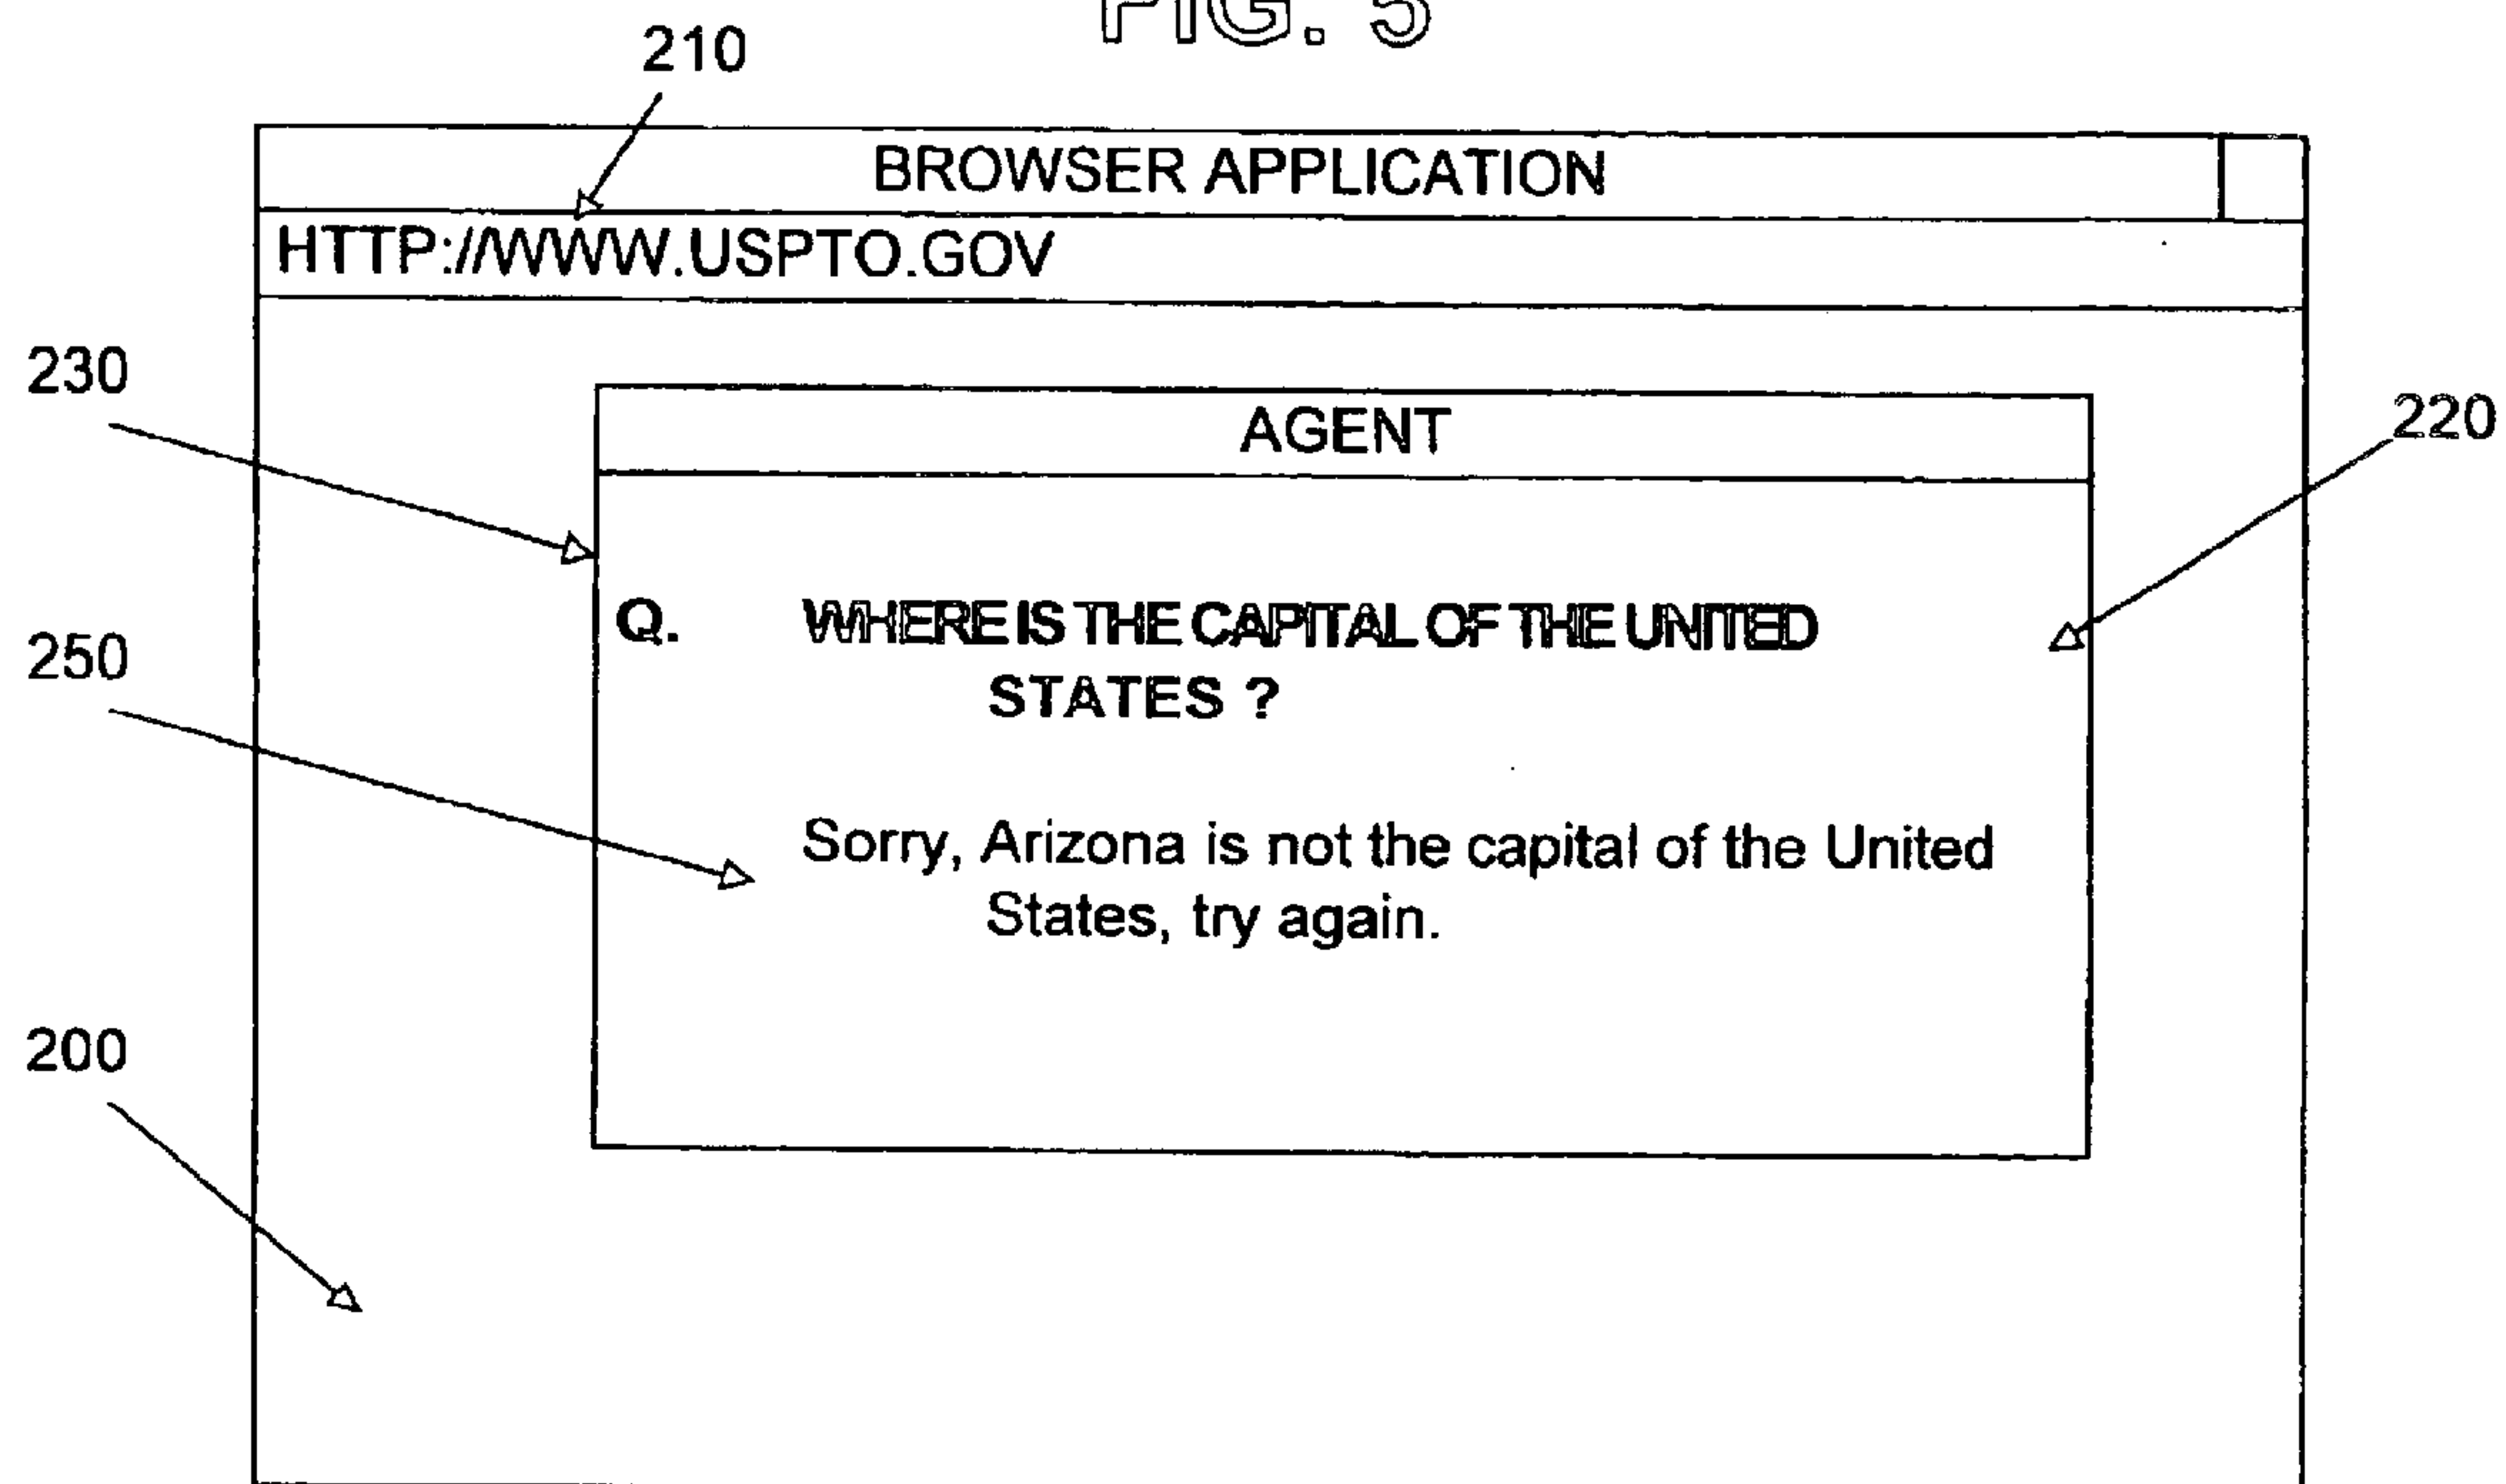 FIG. 5
210
BROWSER APPLICATION
HTTP://WWW.USPTO.GOV
230
AGENT
220
Q. WHERE IS THE CAPITAL OF THE UNITED
STATES ?
250
Sorry, Arizona is not the capital of the United
States, try again.
200